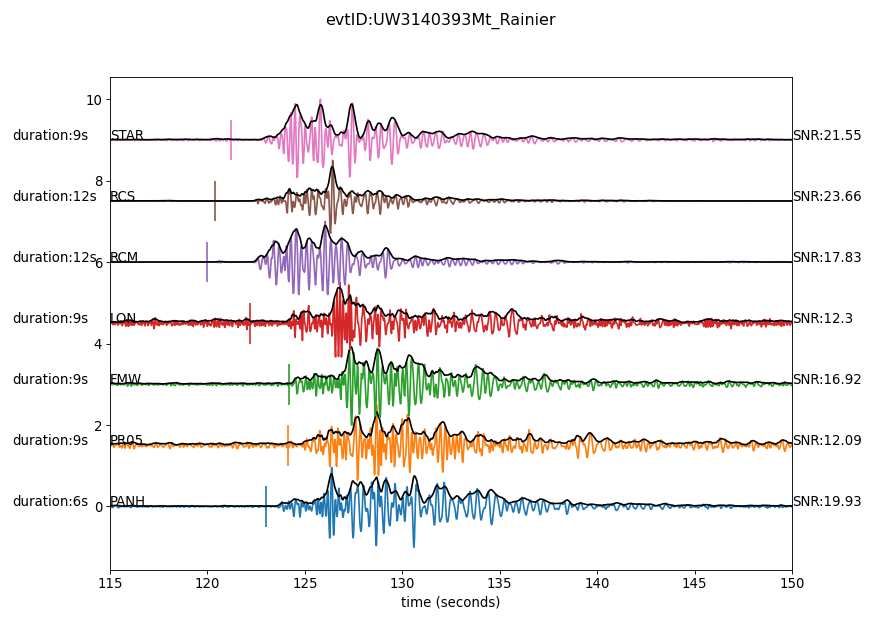 evtID:UW3140393Mt_Rainier
10
duration:9s STAR SNR:21.55
8
duration:12s RCS SNR:23.66
duration:12s RCM SNR:17.83
6
duration:9s LON SNR:12.3
4
duration:9s FMW SNR:16.92
2
duration:9s PR05 SNR:12.09
duration:6s PANH SNR:19.93
0
115 120 125 130 135 140 145 150
time (seconds)